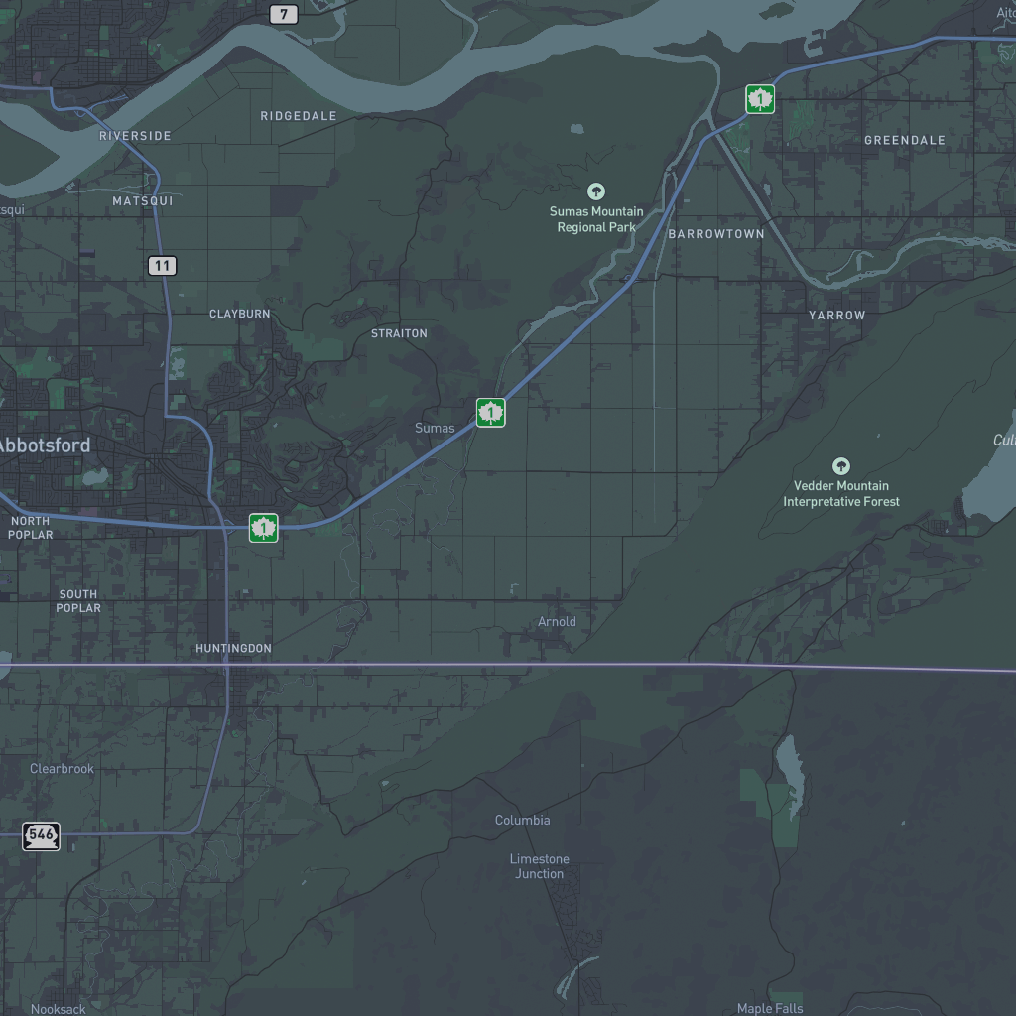 7
Aito
1
RIDGEDALE
RIVERSIDE
GREENDALE
MATSQUI
tsqui
Sumas Mountain
Regional Park
BARROWTOWN
11
CLAYBURN
STRAITON
YARROW
1
Sumas
Abbotsford
Cult
Vedder Mountain
Interpretative Forest
NORTH
POPLAR
1
SOUTH
POPLAR
Arnold
HUNTINGDON
Clearbrook
546
Columbia
Limestone
Junction
Nooksack
Maple Falls